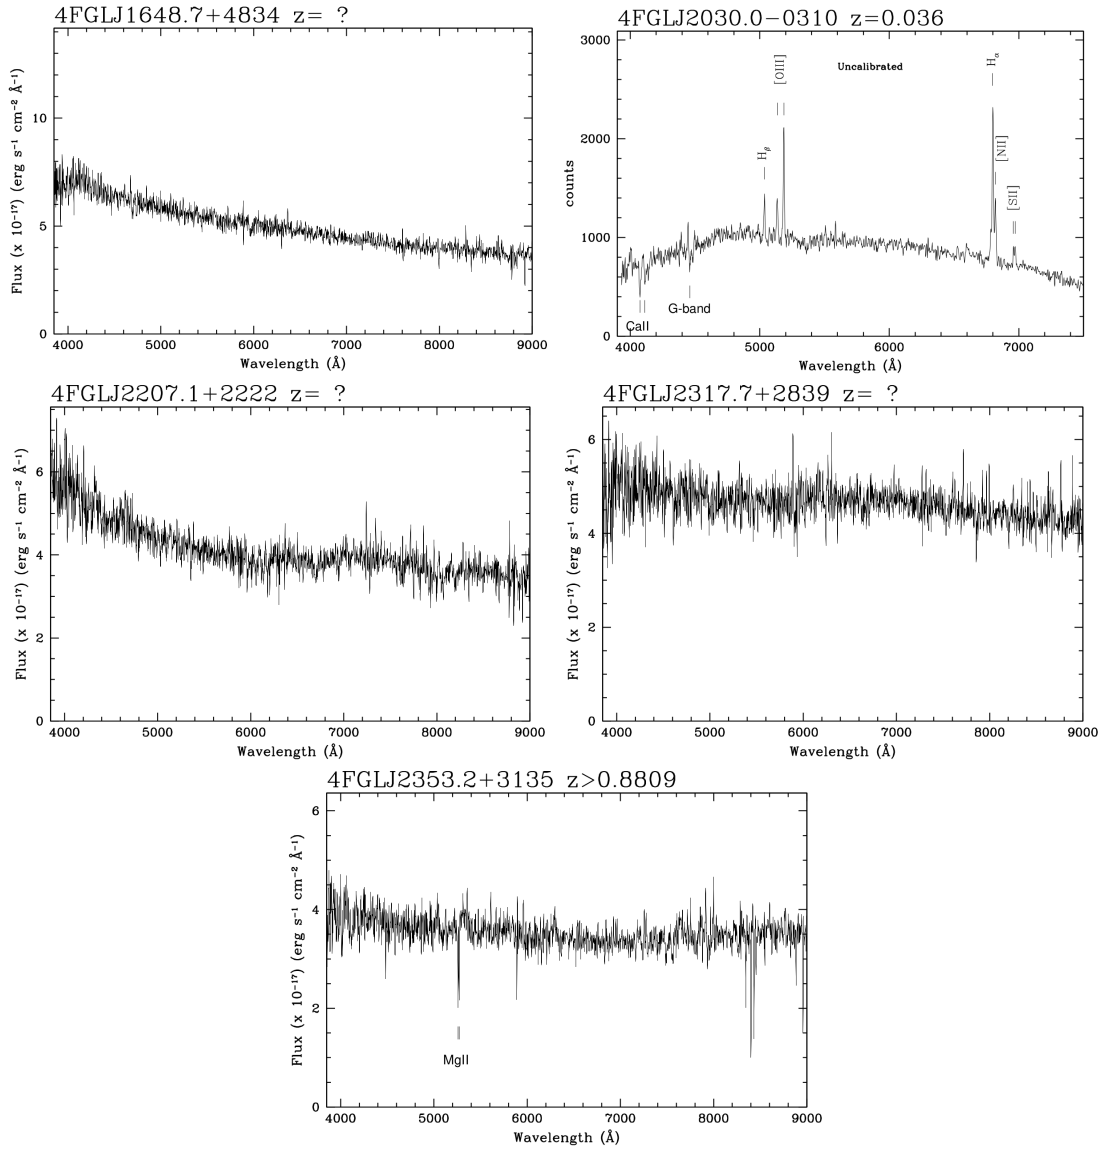 4FGLJ1648.7+4834 z= ?
10
5
0
Flux (x 10⁻¹⁷) (erg s⁻¹ cm⁻² Å⁻¹)
4000 5000 6000 7000 8000 9000
Wavelength (Å)
4FGLJ2030.0−0310 z=0.036
3000
2000
1000
0
counts
Uncalibrated
CaII
G-band
Hβ
[OIII]
Hα
[NII]
[SII]
4000 5000 6000 7000
Wavelength (Å)
4FGLJ2207.1+2222 z= ?
6
4
2
0
Flux (x 10⁻¹⁷) (erg s⁻¹ cm⁻² Å⁻¹)
4000 5000 6000 7000 8000 9000
Wavelength (Å)
4FGLJ2317.7+2839 z= ?
6
4
2
0
Flux (x 10⁻¹⁷) (erg s⁻¹ cm⁻² Å⁻¹)
4000 5000 6000 7000 8000 9000
Wavelength (Å)
4FGLJ2353.2+3135 z>0.8809
6
4
2
0
Flux (x 10⁻¹⁷) (erg s⁻¹ cm⁻² Å⁻¹)
MgII
4000 5000 6000 7000 8000 9000
Wavelength (Å)